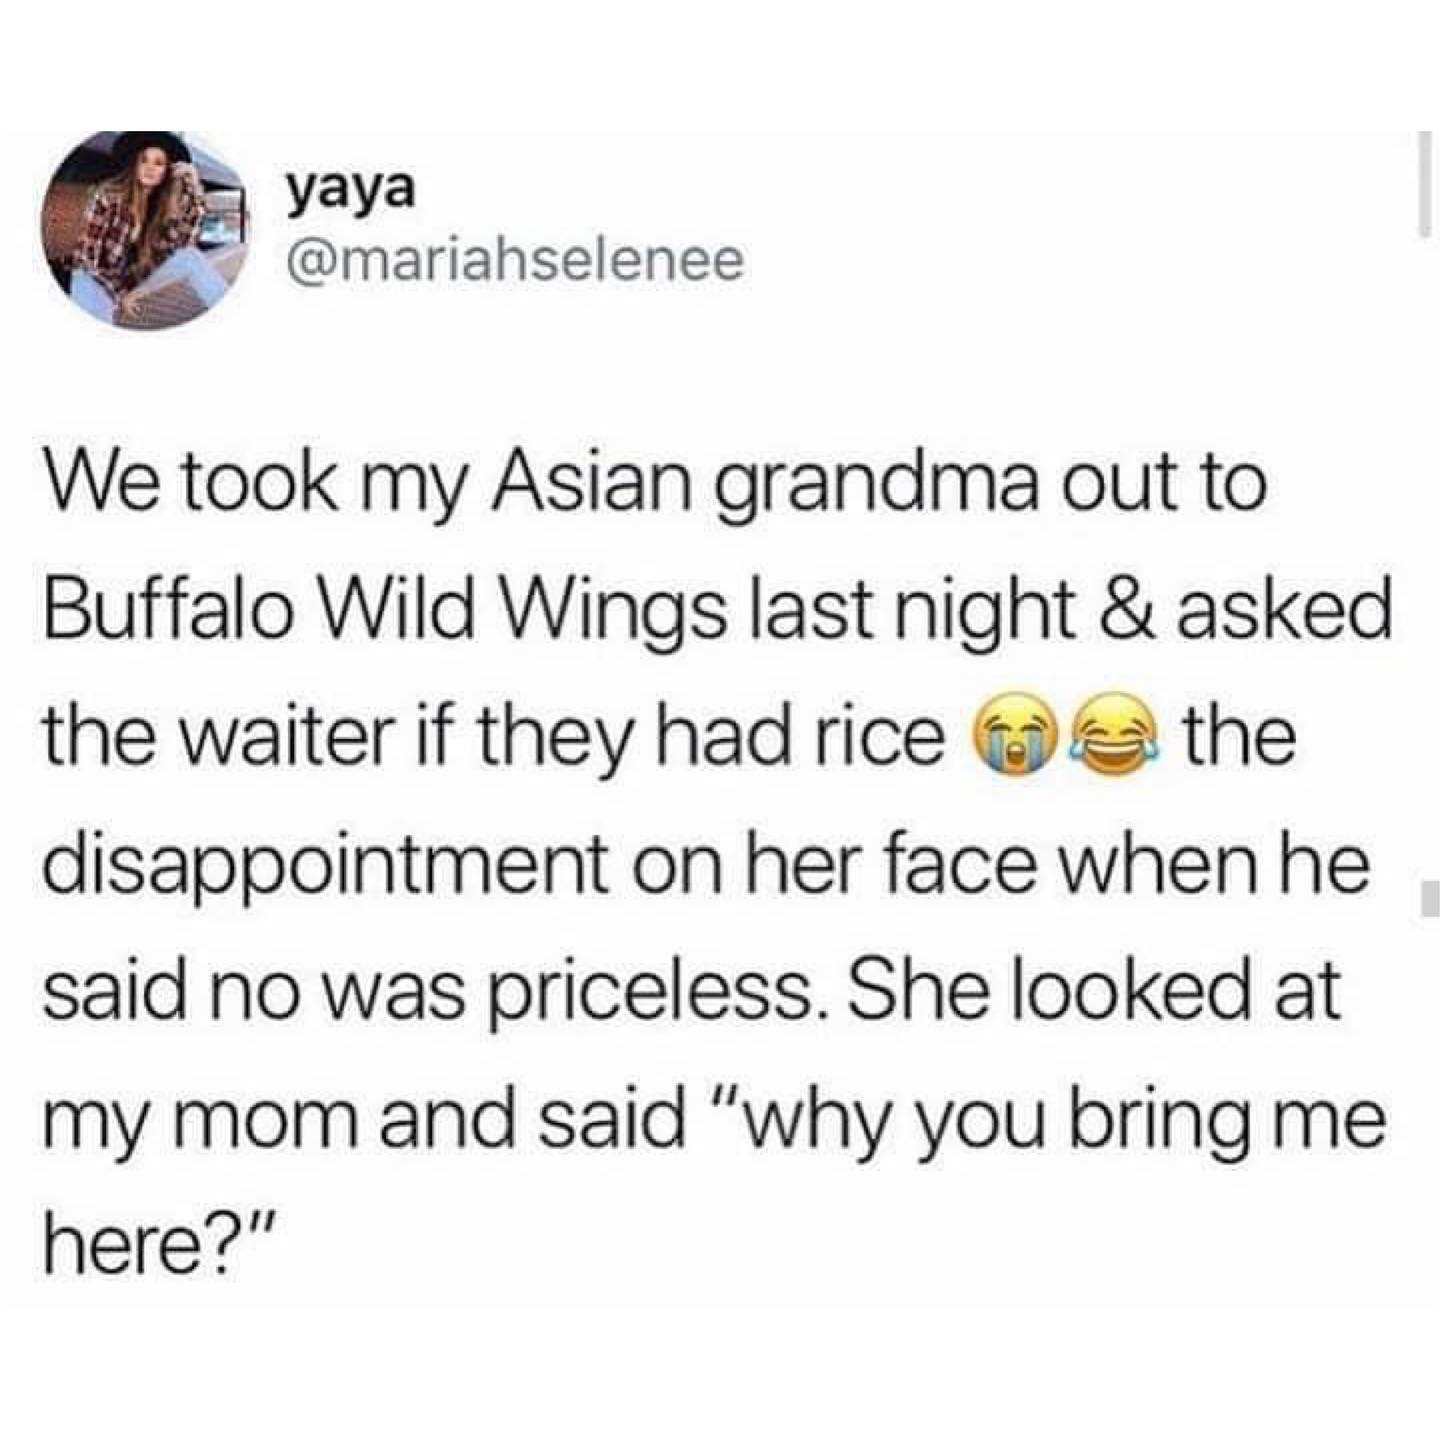 yaya
@mariahselenee
We took my Asian grandma out to
Buffalo Wild Wings last night & asked
the waiter if they had rice 😭😂 the
disappointment on her face when he
said no was priceless. She looked at
my mom and said "why you bring me
here?"